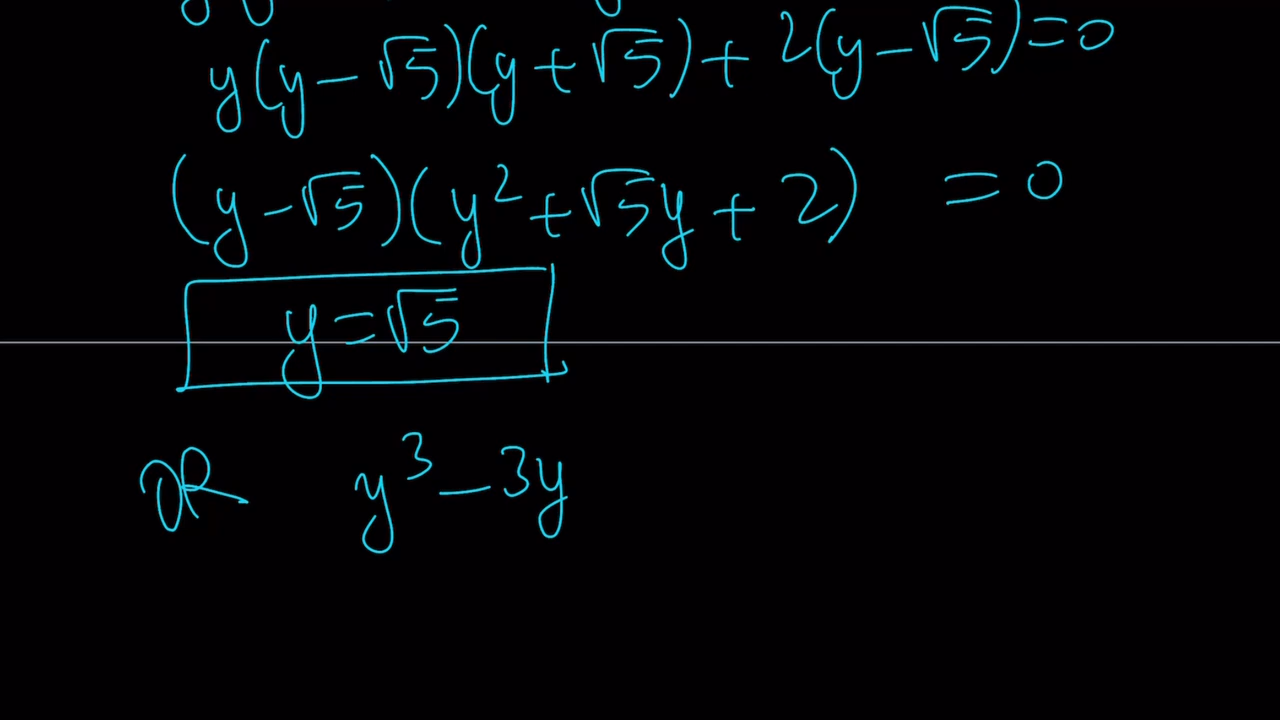 y(y-√5)(y+√5)+2(y-√5)=0
(y-√5)(y²+√5y+2) =0
y=√5
OR y³-3y